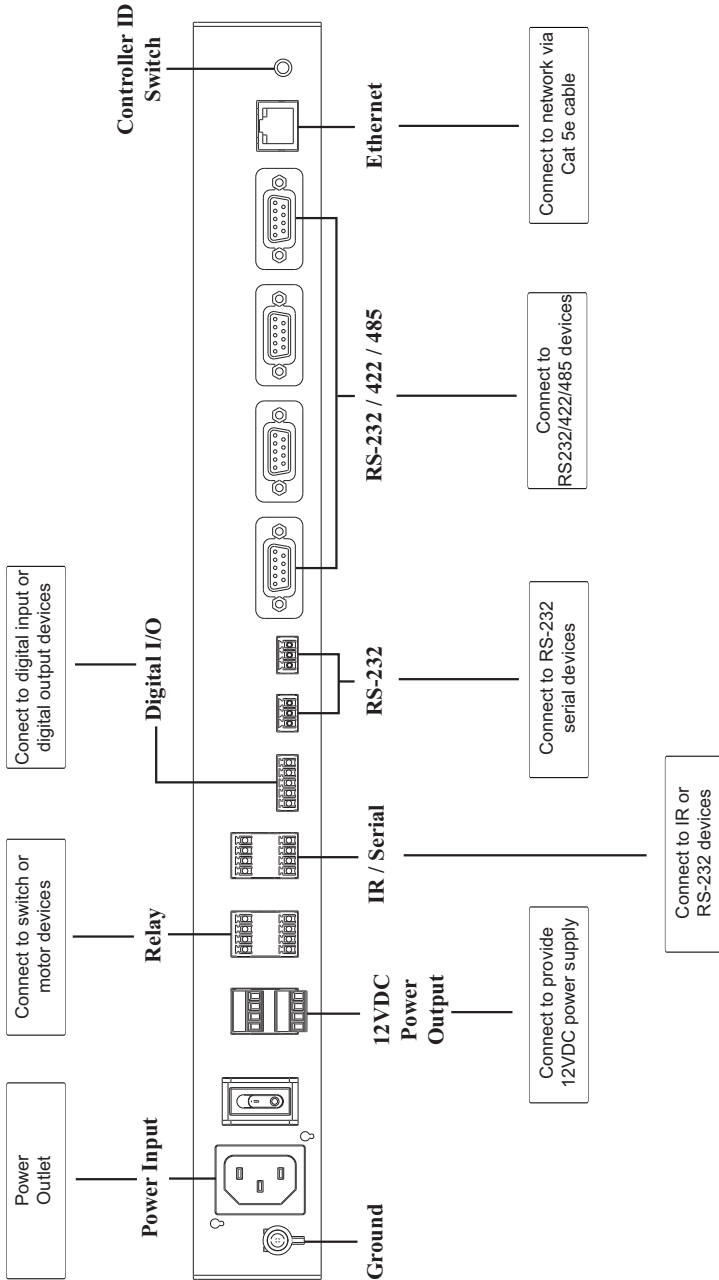 Power
Outlet
Connect to switch or
motor devices
Conect to digital input or
digital output devices
Power Input
Relay
Digital I/O
Controller ID
Switch
Ground
12VDC
Power
Output
IR / Serial
RS-232
RS-232 / 422 / 485
Ethernet
Connect to provide
12VDC power supply
Connect to IR or
RS-232 devices
Connect to RS-232
serial devices
Connect to
RS232/422/485 devices
Connect to network via
Cat 5e cable